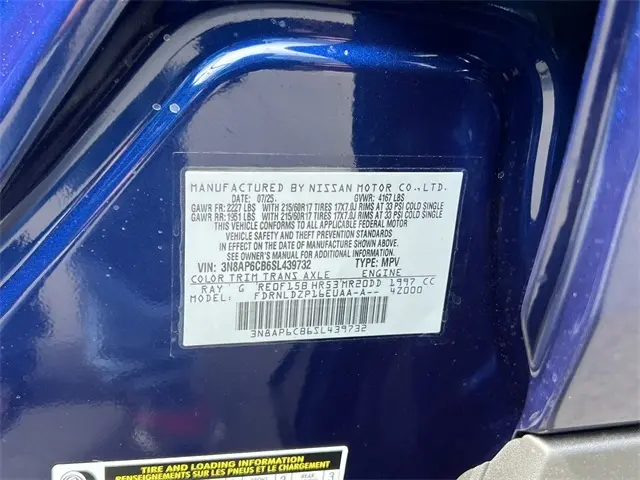 MANUFACTURED BY NISSAN MOTOR CO.,LTD.
DATE: 07/25 GVWR: 4167 LBS
GAWR FR: 2227 LBS WITH 215/60R17 TIRES 17X7.0J RIMS AT 33 PSI COLD SINGLE
GAWR RR: 1951 LBS WITH 215/60R17 TIRES 17X7.0J RIMS AT 33 PSI COLD SINGLE
THIS VEHICLE CONFORMS TO ALL APPLICABLE FEDERAL MOTOR
VEHICLE SAFETY, BUMPER, AND THEFT PREVENTION STANDARDS
IN EFFECT ON THE DATE OF MANUFACTURE SHOWN ABOVE.
SEE OWNER'S MANUAL FOR ADDITIONAL INFORMATION
VIN: 3N8AP6CB6SL439732 TYPE: MPV
COLOR TRIM TRANS AXLE ENGINE
RAY G RE0F15B HR53 MR20DD 1997 CC
MODEL: FDRNLDZP16EUAA-A-- 4Z000
3N8AP6CB6SL439732
TIRE AND LOADING INFORMATION
RENSEIGNEMENTS SUR LES PNEUS ET LE CHARGEMENT